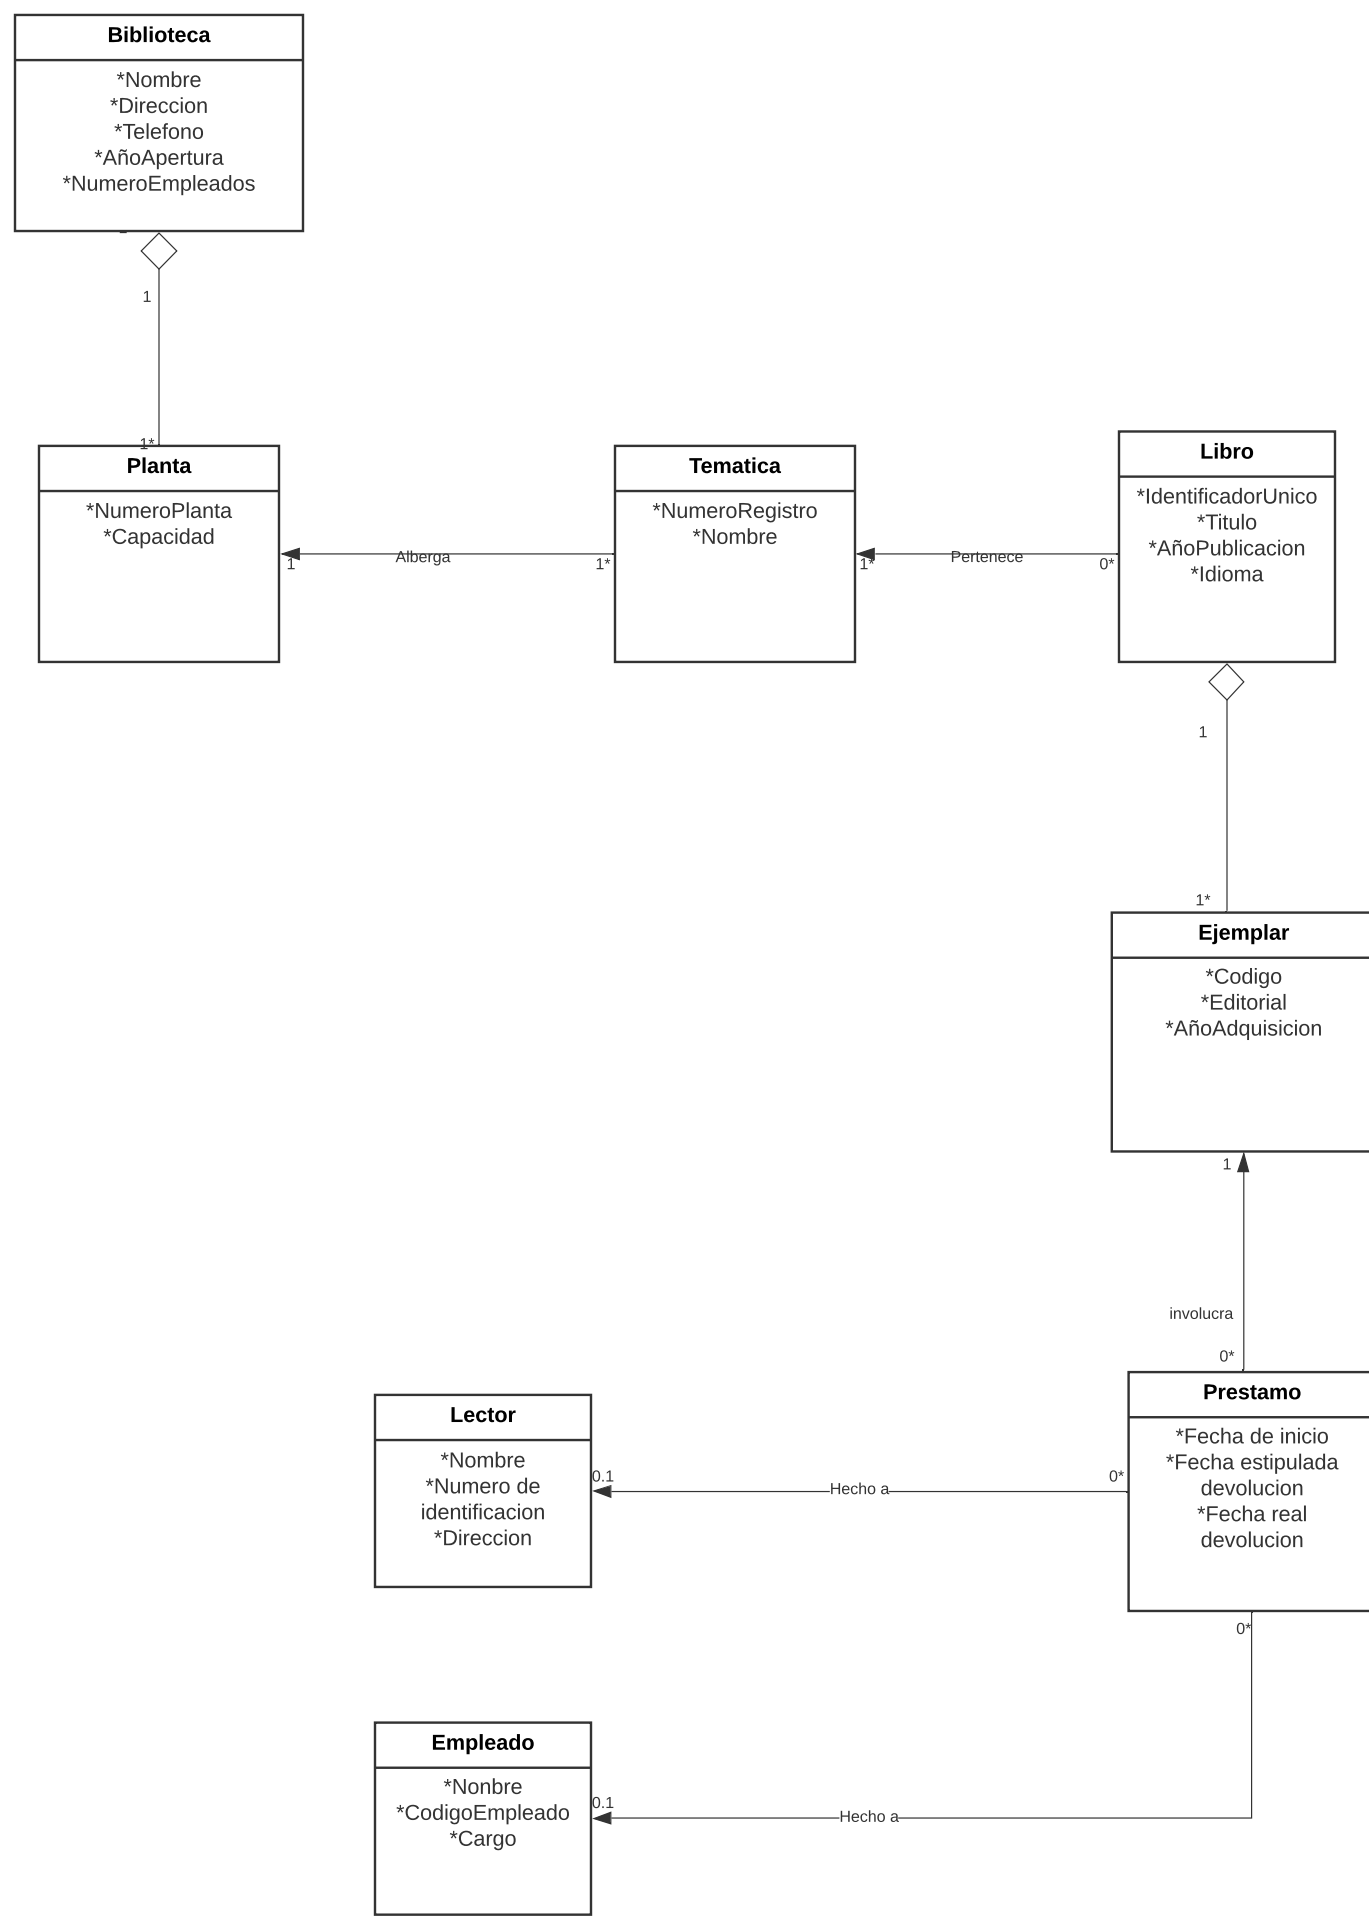 Biblioteca
*Nombre
*Direccion
*Telefono
*AñoApertura
*NumeroEmpleados
1
1*
Planta
*NumeroPlanta
*Capacidad
1
Alberga
1*
Tematica
*NumeroRegistro
*Nombre
1*
Pertenece
0*
Libro
*IdentificadorUnico
*Titulo
*AñoPublicacion
*Idioma
1
1*
Ejemplar
*Codigo
*Editorial
*AñoAdquisicion
1
involucra
0*
Prestamo
*Fecha de inicio
*Fecha estipulada
devolucion
*Fecha real
devolucion
0*
Hecho a
0.1
Lector
*Nombre
*Numero de
identificacion
*Direccion
0*
Hecho a
0.1
Empleado
*Nonbre
*CodigoEmpleado
*Cargo